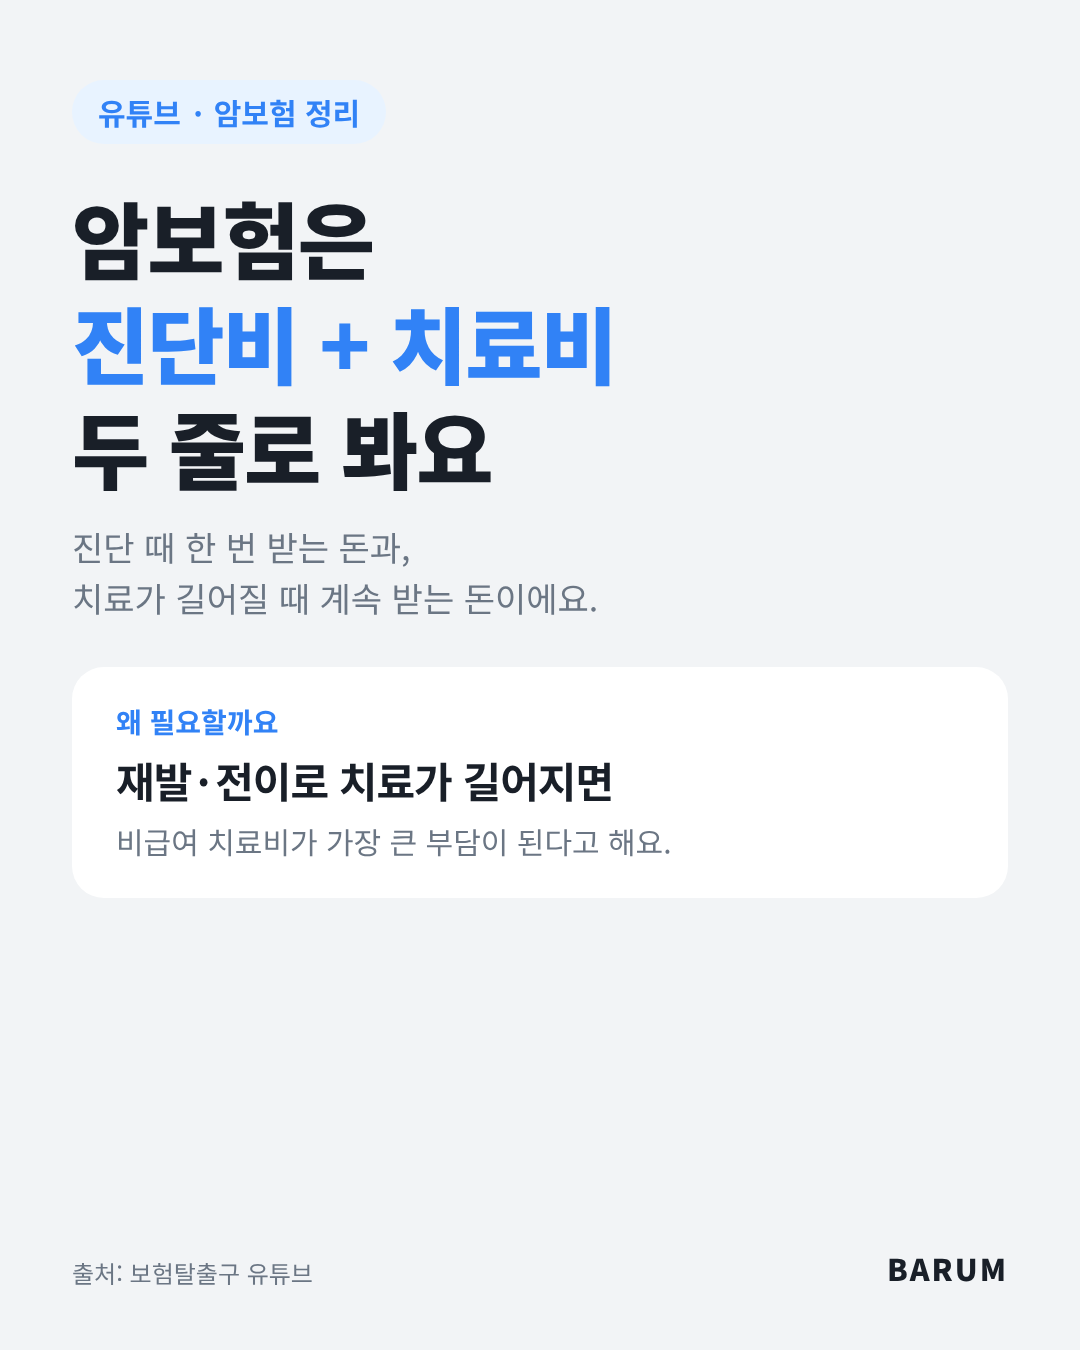 유튜브 · 암보험 정리
암보험은
진단비 + 치료비
두 줄로 봐요
진단 때 한 번 받는 돈과,
치료가 길어질 때 계속 받는 돈이에요.
왜 필요할까요
재발·전이로 치료가 길어지면
비급여 치료비가 가장 큰 부담이 된다고 해요.
출처: 보험탈출구 유튜브
BARUM